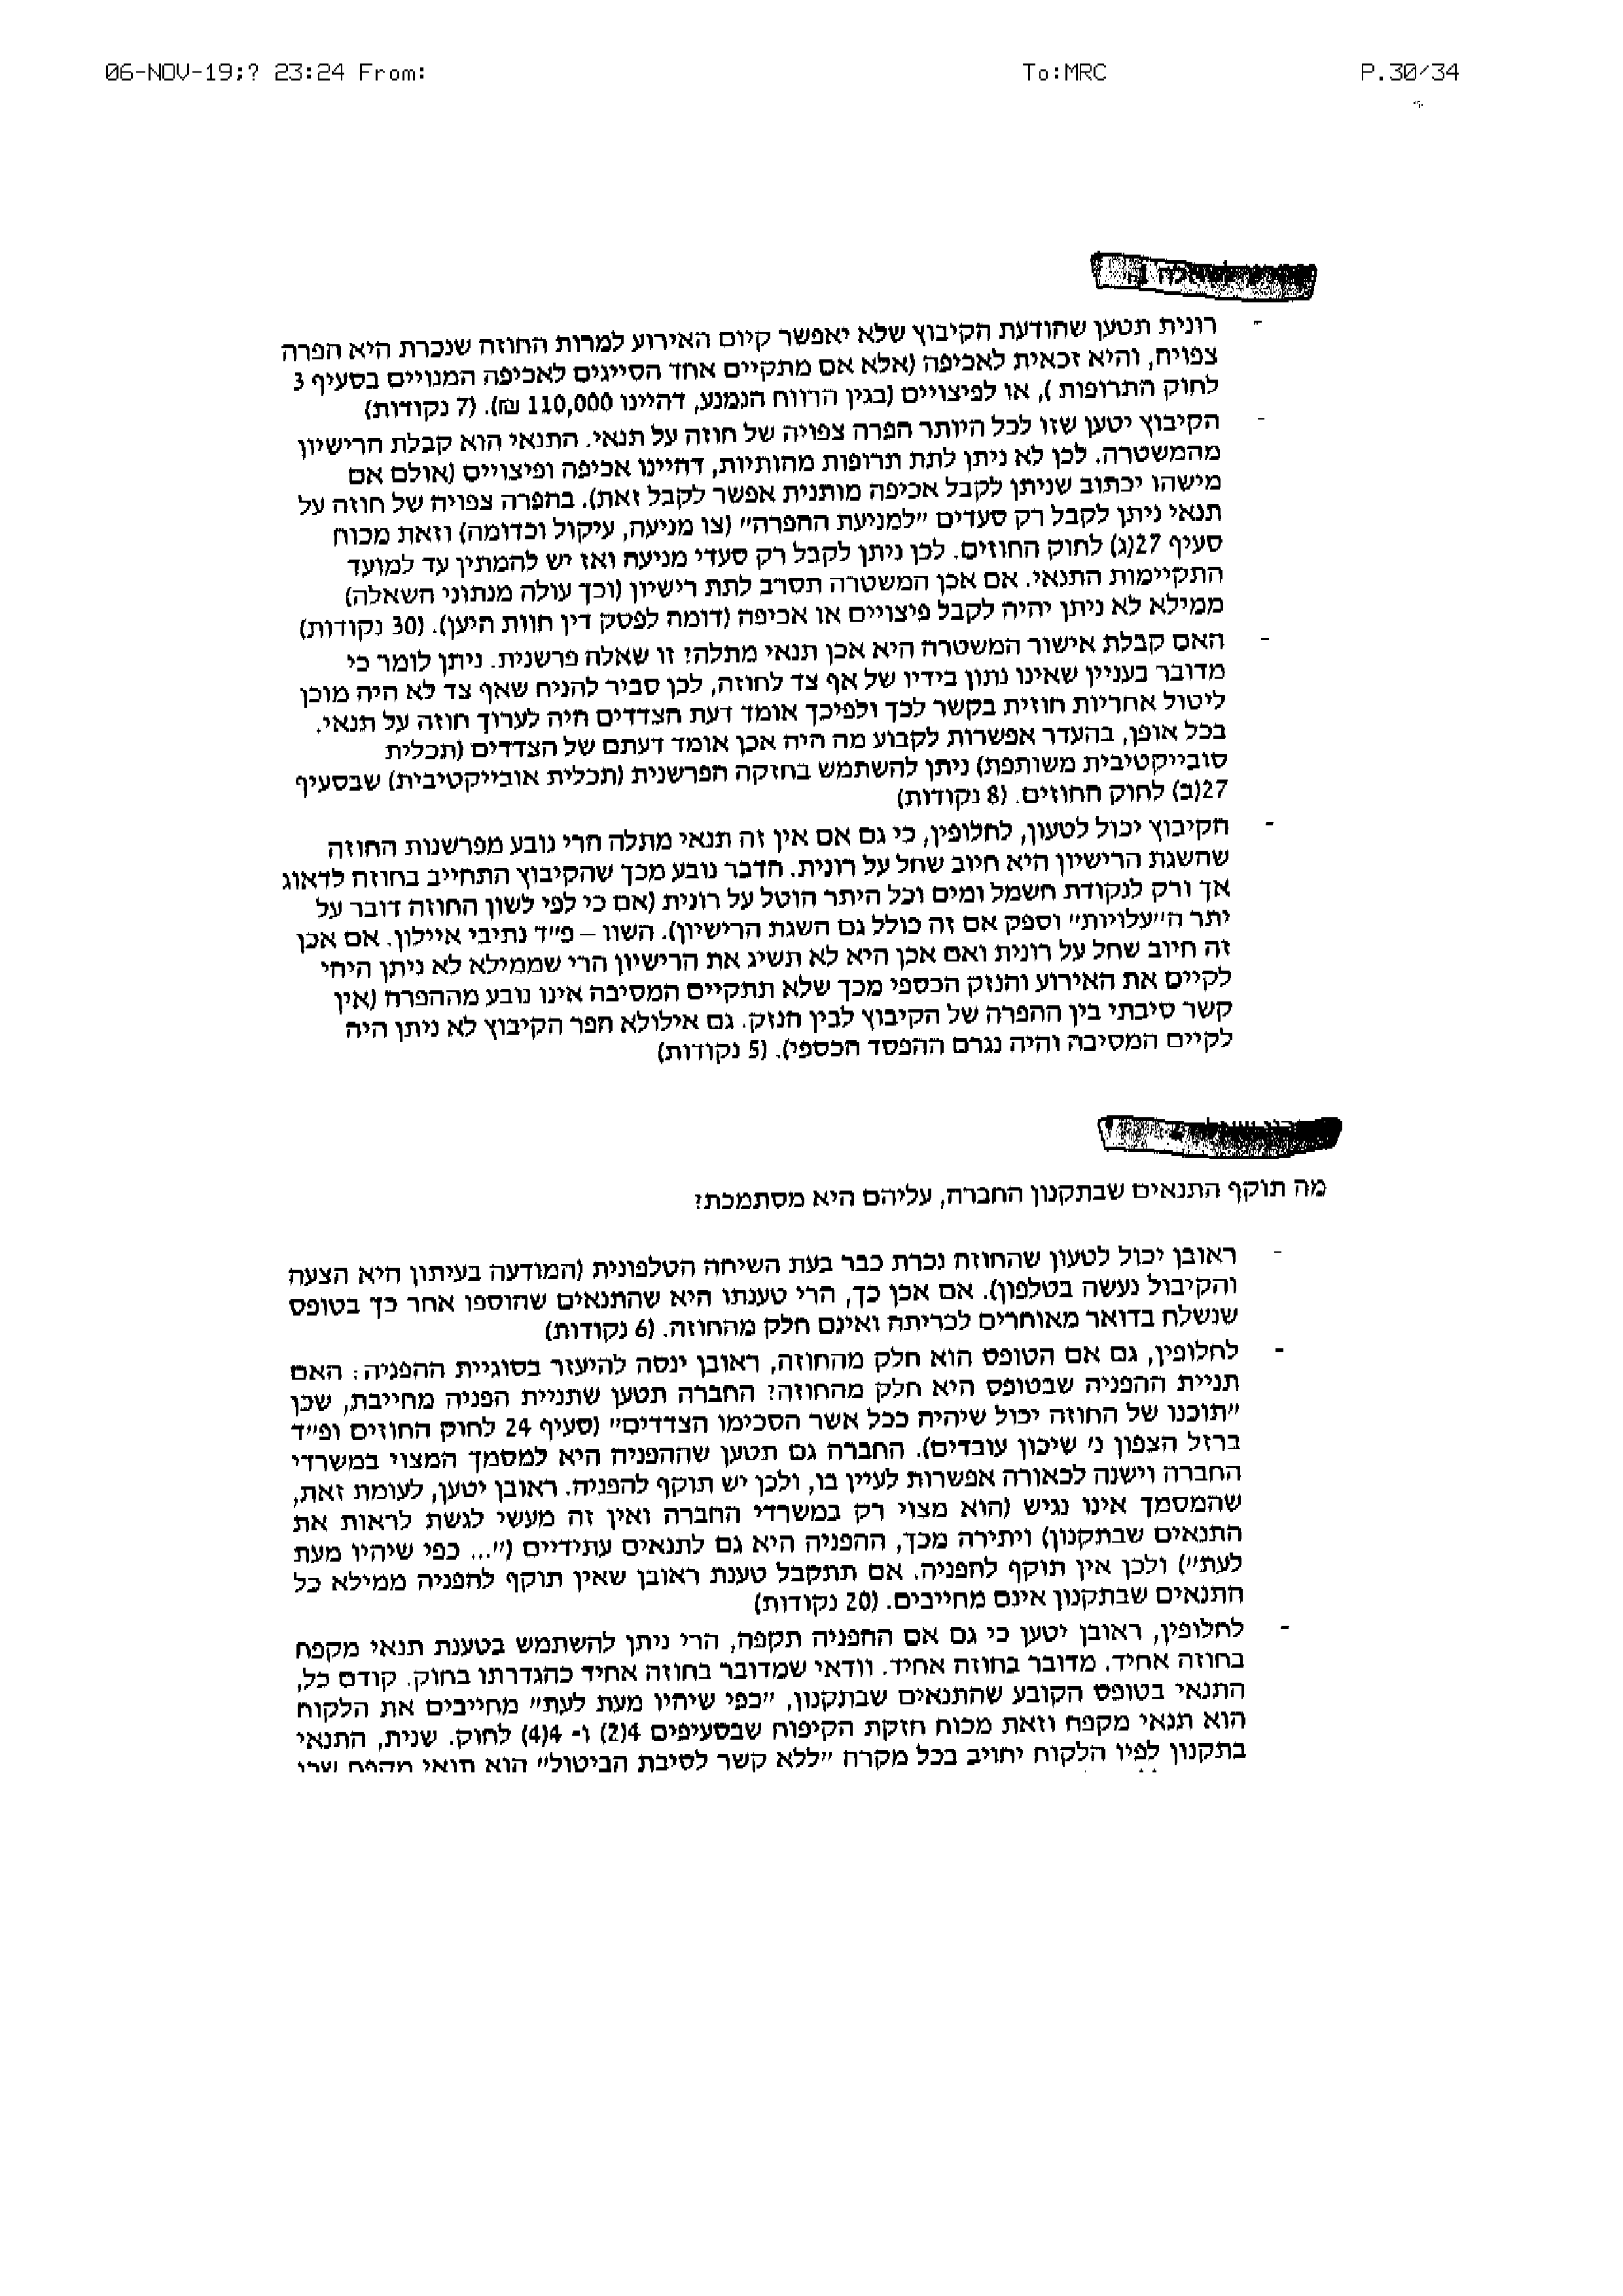 06-NOV-19;? 23:24 From: To:MRC P.30/34
- רונית תטען שהודעת הקיבוץ שלא יאפשר קיום האירוע למרות החוזה שנכרת היא הפרה
צפויה, והיא זכאית לאכיפה (אלא אם מתקיים אחד הסייגים לאכיפה המנויים בסעיף 3
לחוק התרופות ), או לפיצויים (בגין הרווח הנמנע, דהיינו 110,000 ₪). (7 נקודות)
- הקיבוץ יטען שזו לכל היותר הפרה צפויה של חוזה על תנאי. התנאי הוא קבלת הרישיון
מהמשטרה. לכן לא ניתן לתת תרופות מהותיות, דהיינו אכיפה ופיצויים (אולם אם
מישהו יכתוב שניתן לקבל אכיפה מותנית אפשר לקבל זאת). בהפרה צפויה של חוזה על
תנאי ניתן לקבל רק סעדים "למניעת ההפרה" (צו מניעה, עיקול וכדומה) וזאת מכוח
סעיף 27(ג) לחוק החוזים. לכן ניתן לקבל רק סעדי מניעה ואז יש להמתין עד למועד
התקיימות התנאי. אם אכן המשטרה תסרב לתת רישיון (וכך עולה מנתוני השאלה)
ממילא לא ניתן יהיה לקבל פיצויים או אכיפה (דומה לפסק דין חוות היען). (30 נקודות)
- האם קבלת אישור המשטרה היא אכן תנאי מתלה? זו שאלה פרשנית. ניתן לומר כי
מדובר בעניין שאינו נתון בידיו של אף צד לחוזה, לכן סביר להניח שאף צד לא היה מוכן
ליטול אחריות חוזית בקשר לכך ולפיכך אומד דעת הצדדים היה לערוך חוזה על תנאי.
בכל אופן, בהעדר אפשרות לקבוע מה היה אכן אומד דעתם של הצדדים (תכלית
סובייקטיבית משותפת) ניתן להשתמש בחזקה הפרשנית (תכלית אובייקטיבית) שבסעיף
27(ב) לחוק החוזים. (8 נקודות)
- הקיבוץ יכול לטעון, לחלופין, כי גם אם אין זה תנאי מתלה הרי נובע מפרשנות החוזה
שהשגת הרישיון היא חיוב שחל על רונית. הדבר נובע מכך שהקיבוץ התחייב בחוזה לדאוג
אך ורק לנקודת חשמל ומים וכל היתר הוטל על רונית (אם כי לפי לשון החוזה דובר על
יתר ה"עלויות" וספק אם זה כולל גם השגת הרישיון). השוו – פ"ד נתיבי איילון. אם אכן
זה חיוב שחל על רונית ואם אכן היא לא תשיג את הרישיון הרי שממילא לא ניתן היה
לקיים את האירוע והנזק הכספי מכך שלא תתקיים המסיבה אינו נובע מההפרה (אין
קשר סיבתי בין ההפרה של הקיבוץ לבין הנזק. גם אילולא הפר הקיבוץ לא ניתן היה
לקיים המסיבה והיה נגרם ההפסד הכספי). (5 נקודות)
מה תוקף התנאים שבתקנון החברה, עליהם היא מסתמכת?
- ראובן יכול לטעון שהחוזה נכרת כבר בעת השיחה הטלפונית (המודעה בעיתון היא הצעה
והקיבול נעשה בטלפון). אם אכן כך, הרי טענתו היא שהתנאים שהוספו אחר כך בטופס
שנשלח בדואר מאוחרים לכריתה ואינם חלק מהחוזה. (6 נקודות)
- לחלופין, גם אם הטופס הוא חלק מהחוזה, ראובן ינסה להיעזר בסוגיית ההפניה: האם
תניית ההפניה שבטופס היא חלק מהחוזה? החברה תטען שתניית הפניה מחייבת, שכן
"תוכנו של החוזה יכול שיהיה ככל אשר הסכימו הצדדים" (סעיף 24 לחוק החוזים ופ"ד
ברזל הצפון נ' שיכון עובדים). החברה גם תטען שההפניה היא למסמך המצוי במשרדי
החברה וישנה לכאורה אפשרות לעיין בו, ולכן יש תוקף להפניה. ראובן יטען, לעומת זאת,
שהמסמך אינו נגיש (הוא מצוי רק במשרדי החברה ואין זה מעשי לגשת לראות את
התנאים שבתקנון) ויתירה מכך, ההפניה היא גם לתנאים עתידיים ("... כפי שיהיו מעת
לעת") ולכן אין תוקף להפניה. אם תתקבל טענת ראובן שאין תוקף להפניה ממילא כל
התנאים שבתקנון אינם מחייבים. (20 נקודות)
- לחלופין, ראובן יטען כי גם אם ההפניה תקפה, הרי ניתן להשתמש בטענת תנאי מקפח
בחוזה אחיד. מדובר בחוזה אחיד. וודאי שמדובר בחוזה אחיד כהגדרתו בחוק. קודם כל,
התנאי בטופס הקובע שהתנאים שבתקנון, "כפי שיהיו מעת לעת" מחייבים את הלקוח
הוא תנאי מקפח וזאת מכוח חזקת הקיפוח שבסעיפים 4(2) ו- 4(4) לחוק. שנית, התנאי
בתקנון לפיו הלקוח יחויב בכל מקרה "ללא קשר לסיבת הביטול" הוא תנאי מקפח שכן